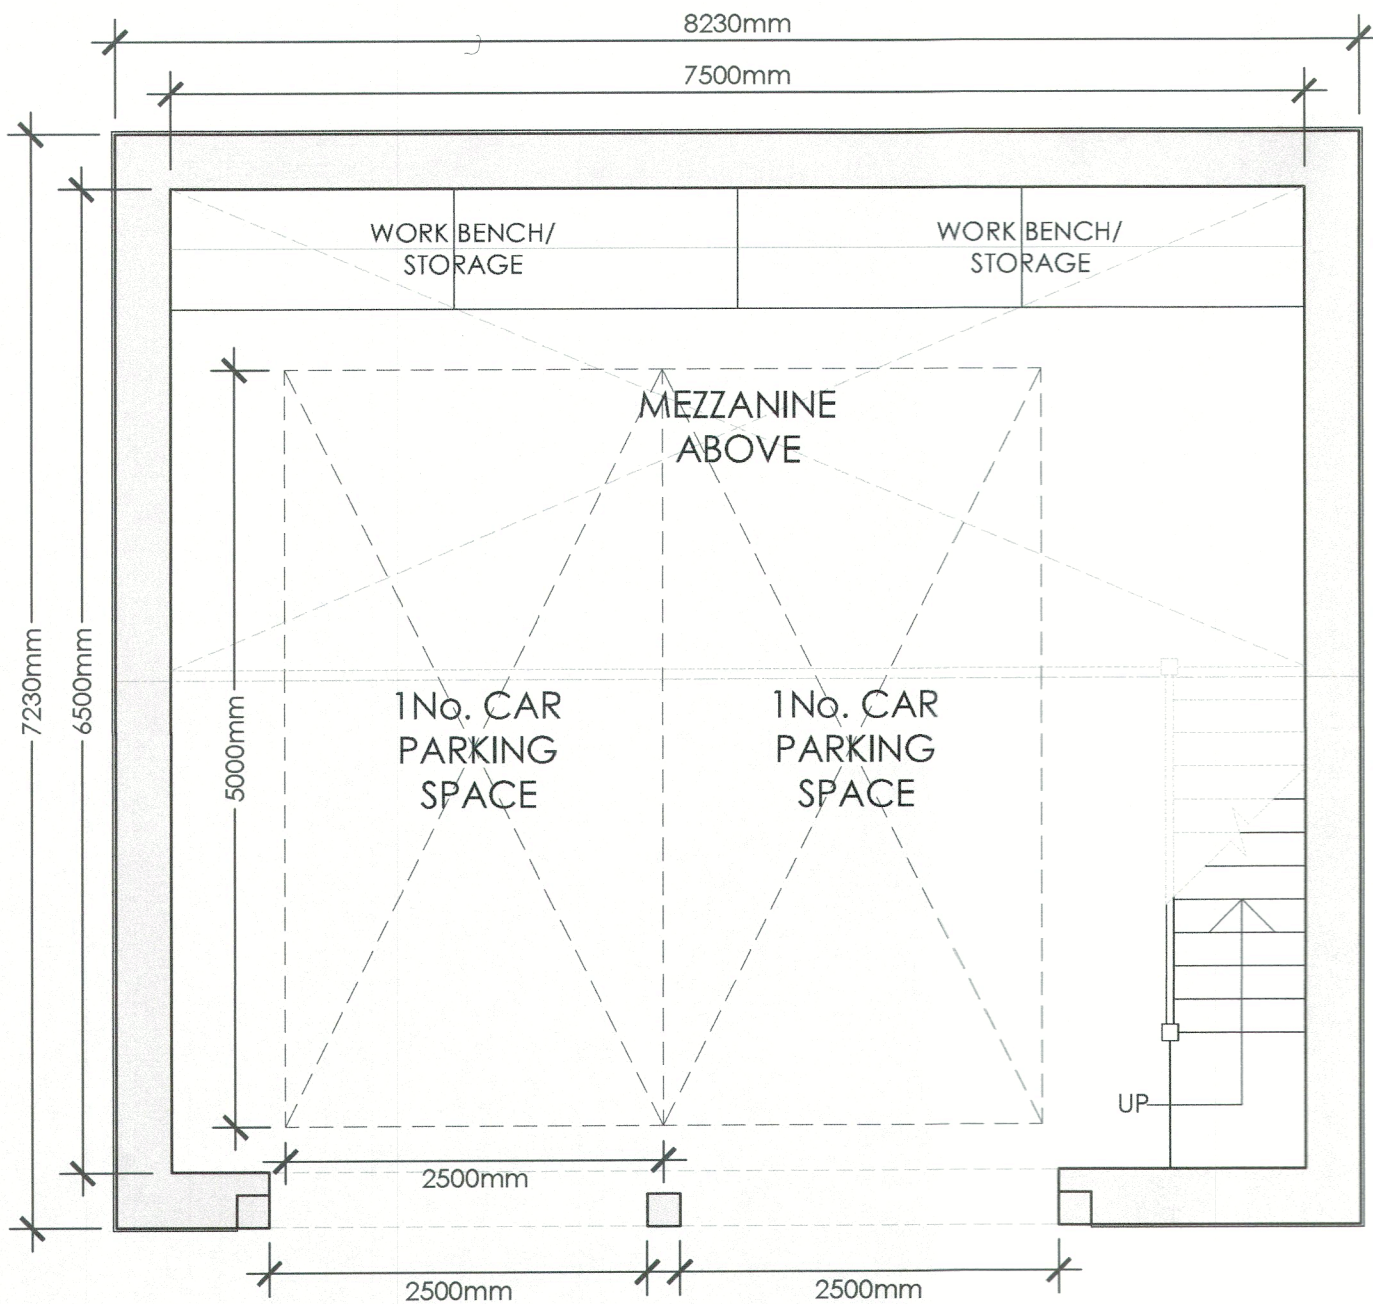 8230mm
7500mm
WORK BENCH/
STORAGE
WORK BENCH/
STORAGE
MEZZANINE
ABOVE
7230mm
6500mm
5000mm
1No. CAR
PARKING
SPACE
1No. CAR
PARKING
SPACE
UP
2500mm
2500mm
2500mm